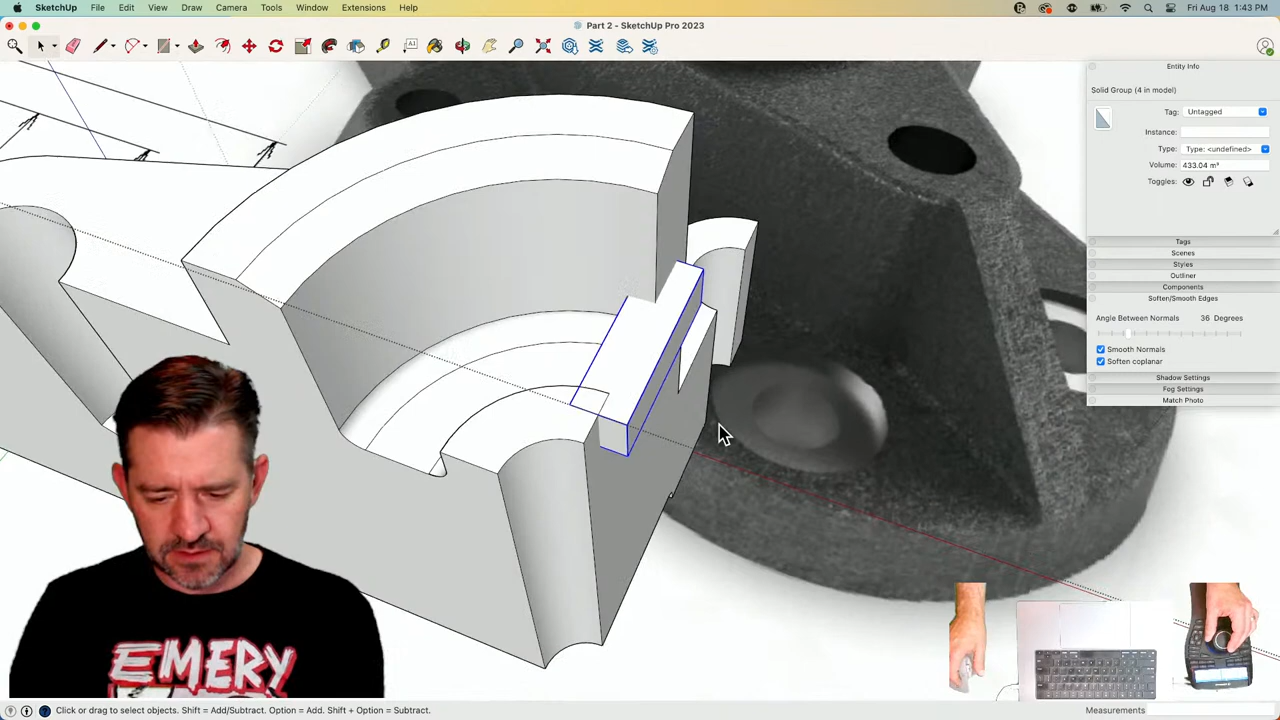 SketchUp File Edit View Draw Camera Tools Window Extensions Help
Fri Aug 18 1:43 PM
Part 2 - SketchUp Pro 2023
Entity Info
Solid Group (4 in model)
Tag: Untagged
Instance:
Type: Type: <undefined>
Volume: 433.04 m³
Toggles:
Tags
Scenes
Styles
Outliner
Components
Soften/Smooth Edges
Angle Between Normals 36 Degrees
Smooth Normals
Soften coplanar
Shadow Settings
Fog Settings
Match Photo
EMERY
Click or drag to select objects. Shift = Add/Subtract. Option = Add. Shift + Option = Subtract.
Measurements